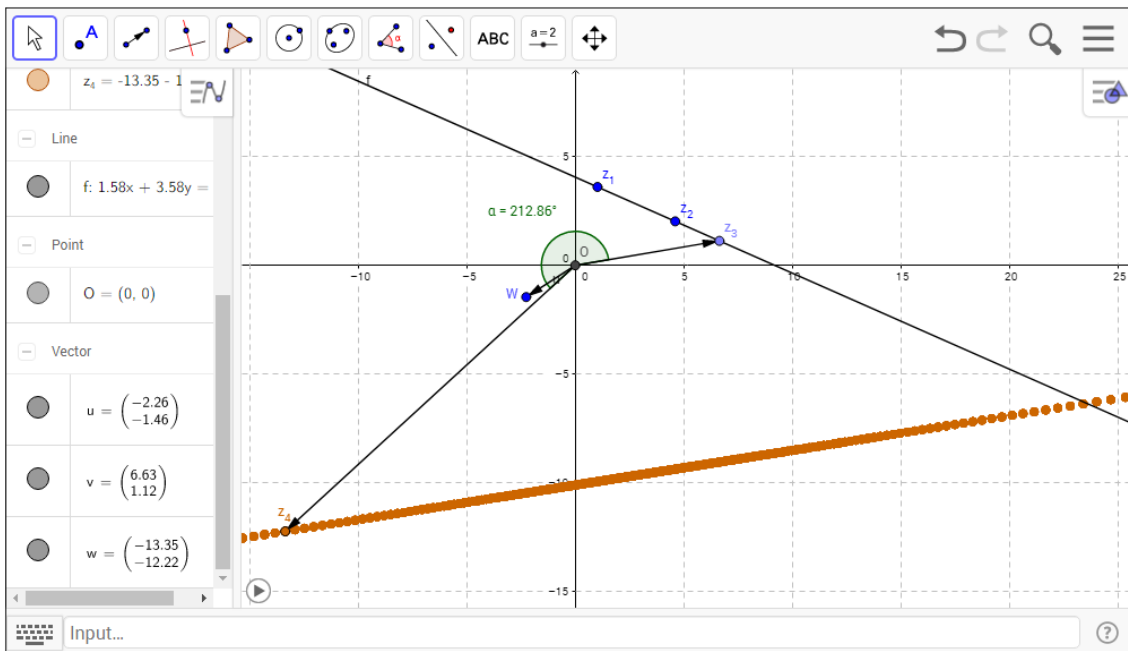 A
α
ABC
a=2
z₄ = -13.35 - 1
Line
f: 1.58x + 3.58y =
Point
O = (0, 0)
Vector
u = (−2.26
−1.46)
v = (6.63
1.12)
w = (−13.35
−12.22)
f
5
z₁
z₂
α = 212.86°
z₃
O
0
−10
−5
0
5
10
15
20
25
u
W
−5
−10
z₄
−15
Input...
?